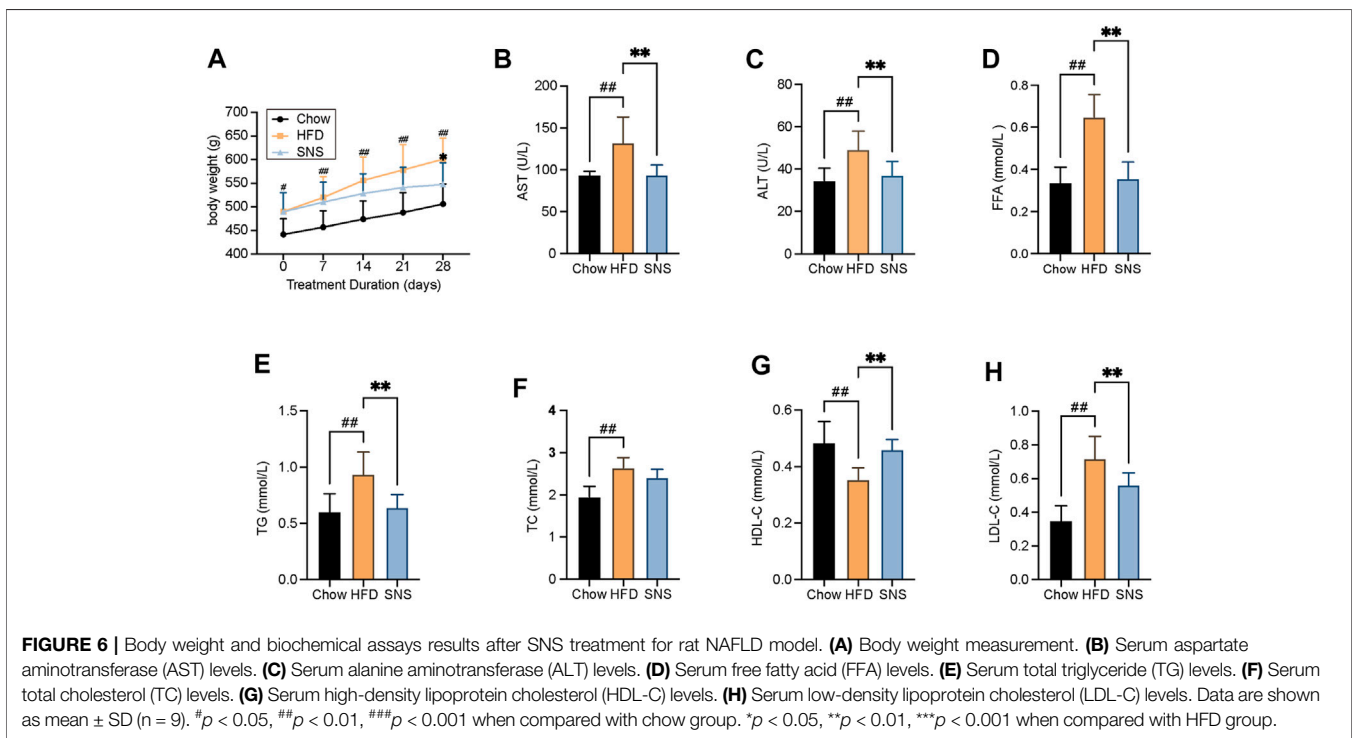 A
body weight (g)
700
650
600
550
500
450
400
Chow
HFD
SNS
#
##
##
##
##
*
0 7 14 21 28
Treatment Duration (days)
B
**
##
AST (U/L)
200
150
100
50
0
Chow HFD SNS
C
**
##
ALT (U/L)
80
60
40
20
0
Chow HFD SNS
D
**
##
FFA (mmol/L)
0.8
0.6
0.4
0.2
0.0
Chow HFD SNS
E
**
##
TG (mmol/L)
1.5
1.0
0.5
0.0
Chow HFD SNS
F
##
TC (mmol/L)
4
3
2
1
0
Chow HFD SNS
G
**
##
HDL-C (mmol/L)
0.6
0.4
0.2
0.0
Chow HFD SNS
H
**
##
LDL-C (mmol/L)
1.0
0.8
0.6
0.4
0.2
0.0
Chow HFD SNS
FIGURE 6 | Body weight and biochemical assays results after SNS treatment for rat NAFLD model. (A) Body weight measurement. (B) Serum aspartate
aminotransferase (AST) levels. (C) Serum alanine aminotransferase (ALT) levels. (D) Serum free fatty acid (FFA) levels. (E) Serum total triglyceride (TG) levels. (F) Serum
total cholesterol (TC) levels. (G) Serum high-density lipoprotein cholesterol (HDL-C) levels. (H) Serum low-density lipoprotein cholesterol (LDL-C) levels. Data are shown
as mean ± SD (n = 9). #p < 0.05, ##p < 0.01, ###p < 0.001 when compared with chow group. *p < 0.05, **p < 0.01, ***p < 0.001 when compared with HFD group.